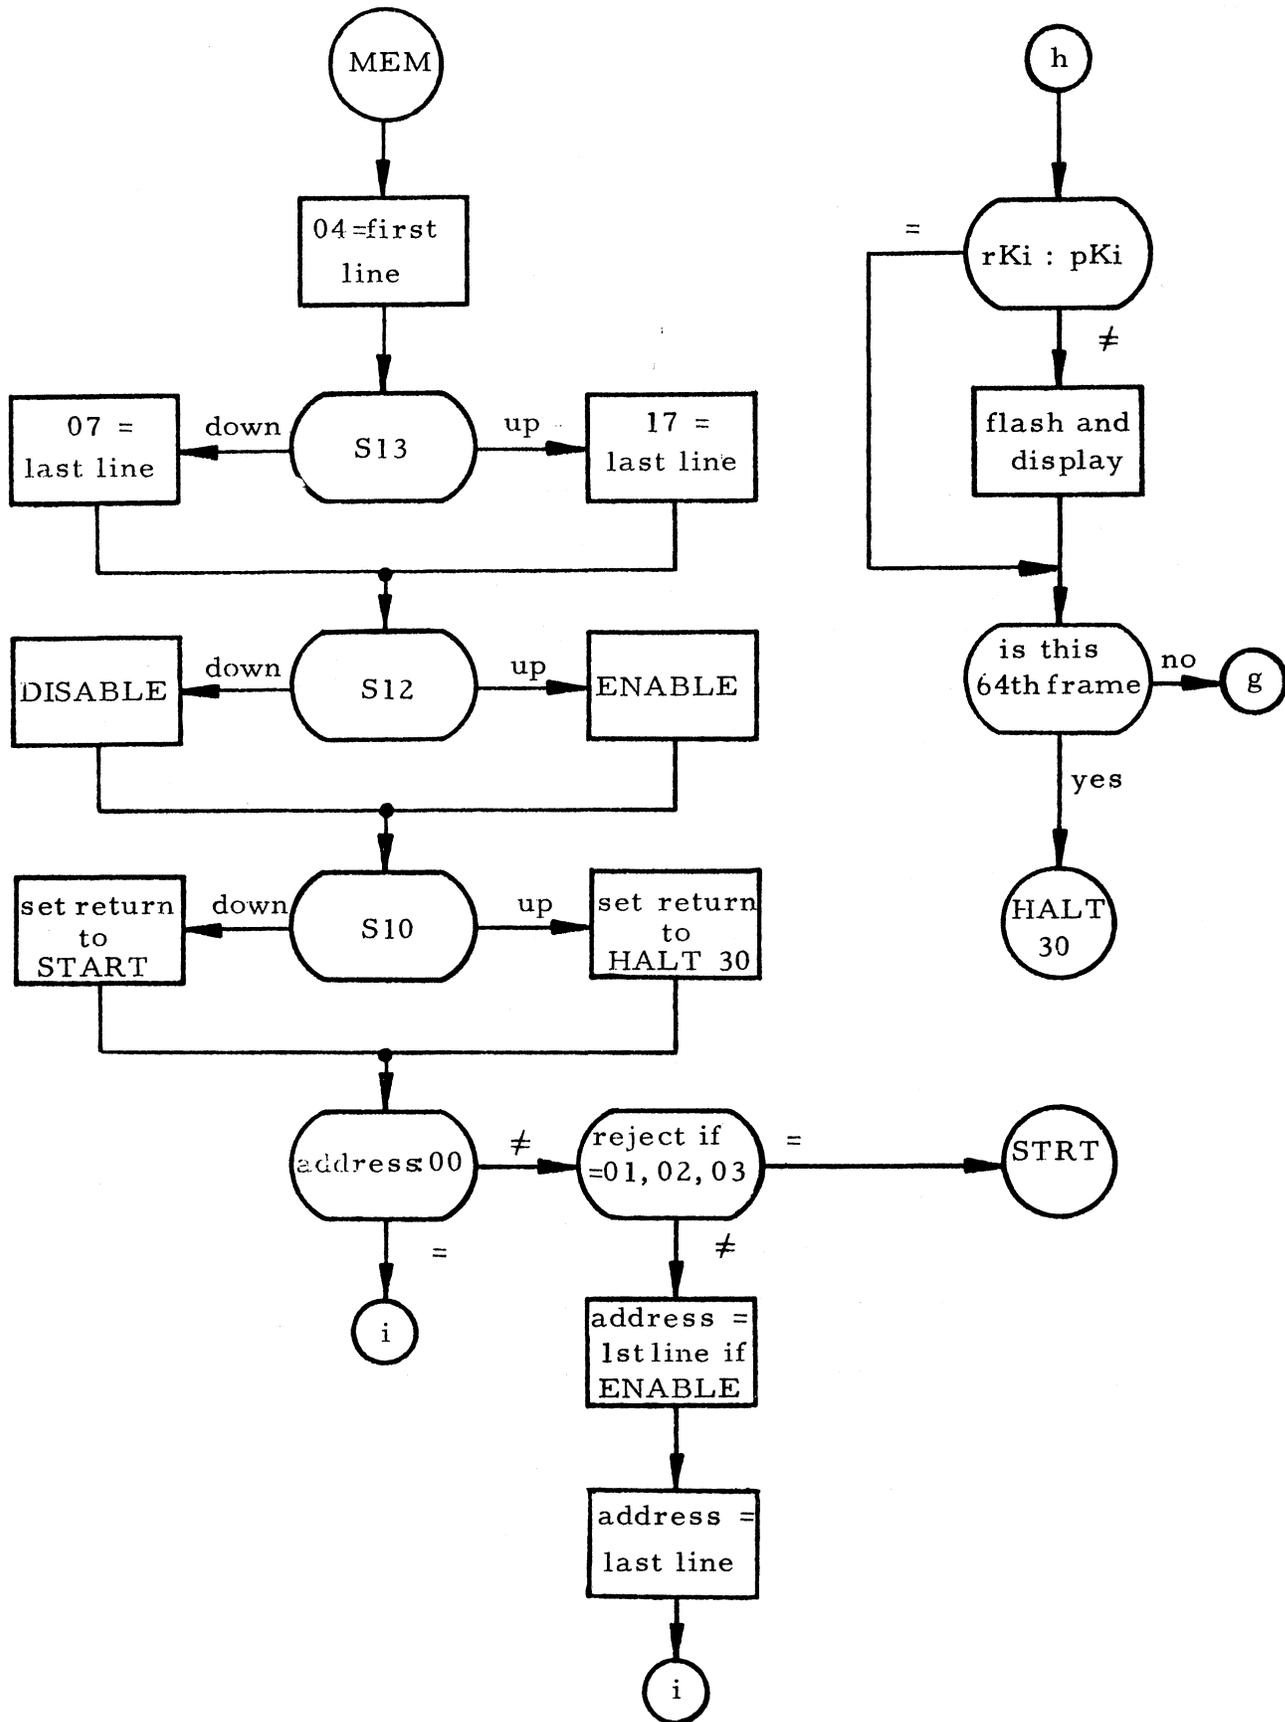 MEM
04=first
line
S13
down
07 =
last line
up
17 =
last line
S12
down
DISABLE
up
ENABLE
S10
down
set return
to
START
up
set return
to
HALT 30
address:00
≠
=
i
reject if
=01, 02, 03
=
STRT
≠
address =
1st line if
ENABLE
address =
last line
i
h
rKi : pKi
=
≠
flash and
display
is this
64th frame
no
g
yes
HALT
30